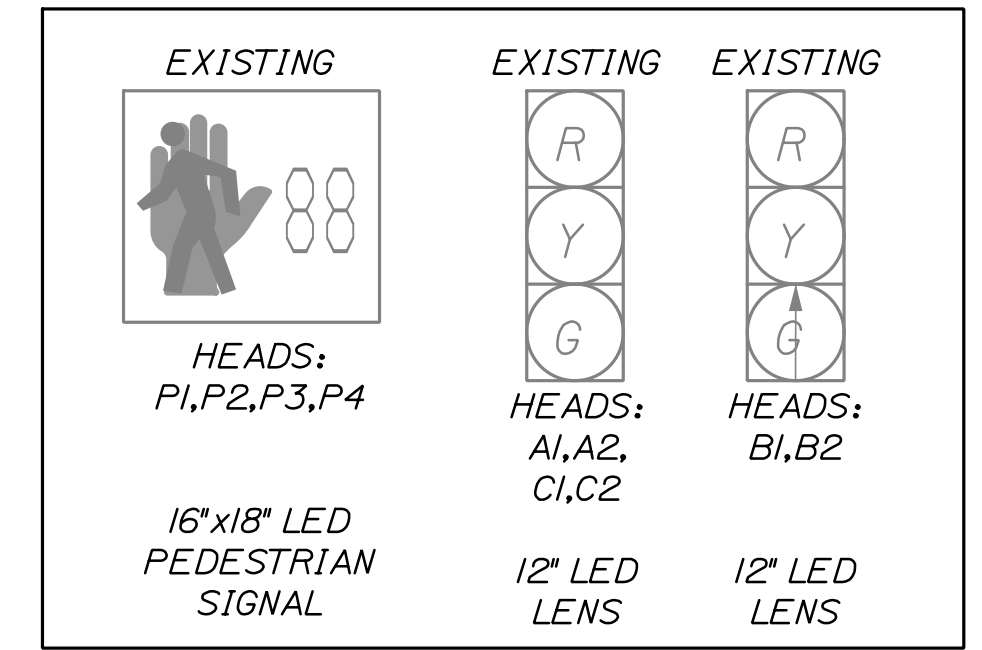 EXISTING
HEADS:
P1,P2,P3,P4
16"x18" LED
PEDESTRIAN
SIGNAL
EXISTING
R
Y
G
HEADS:
A1,A2,
C1,C2
12" LED
LENS
EXISTING
R
Y
G
HEADS:
B1,B2
12" LED
LENS